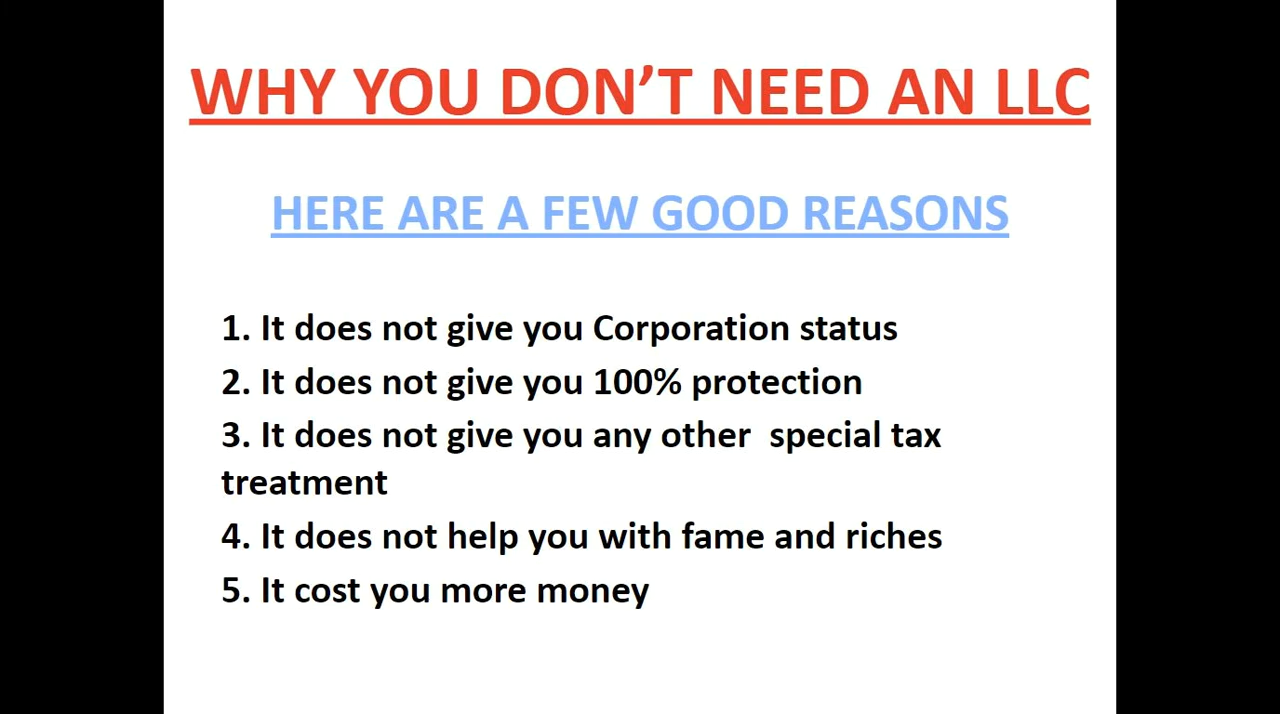 WHY YOU DON’T NEED AN LLC
HERE ARE A FEW GOOD REASONS
1. It does not give you Corporation status
2. It does not give you 100% protection
3. It does not give you any other  special tax
treatment
4. It does not help you with fame and riches
5. It cost you more money